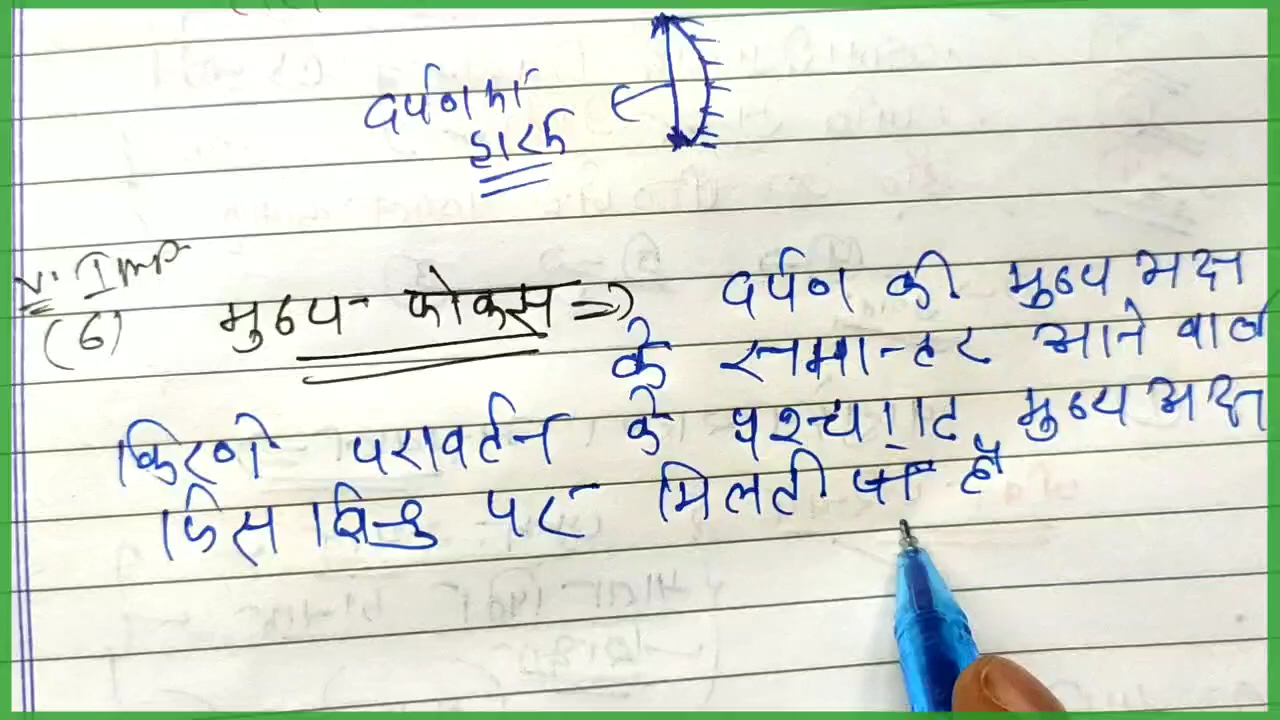 दर्पण का
द्वारक
V. Imp
(6) मुख्य फोकस => दर्पण की मुख्य अक्ष
के समान्तर आने वाल
किरणे परावर्तन के पश्चात मुख्य अक्ष
जिस बिन्दु पर मिलती है